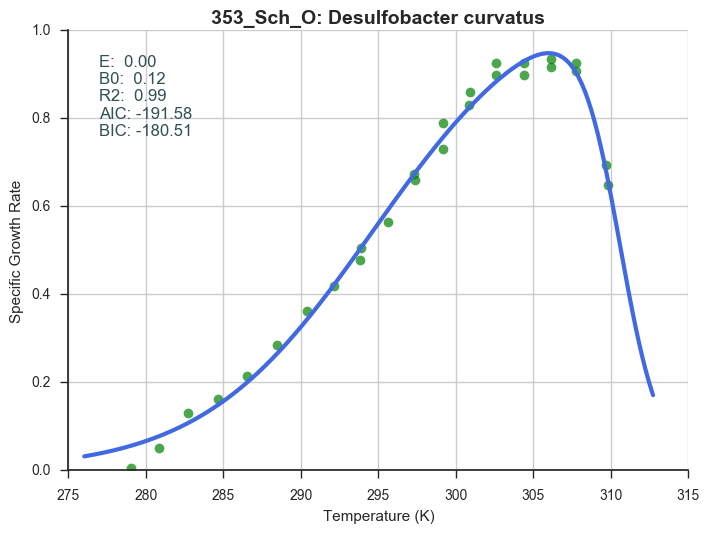 353_Sch_O: Desulfobacter curvatus
E:  0.00
B0:  0.12
R2:  0.99
AIC: -191.58
BIC: -180.51
Specific Growth Rate
1.0
0.8
0.6
0.4
0.2
0.0
275 280 285 290 295 300 305 310 315
Temperature (K)